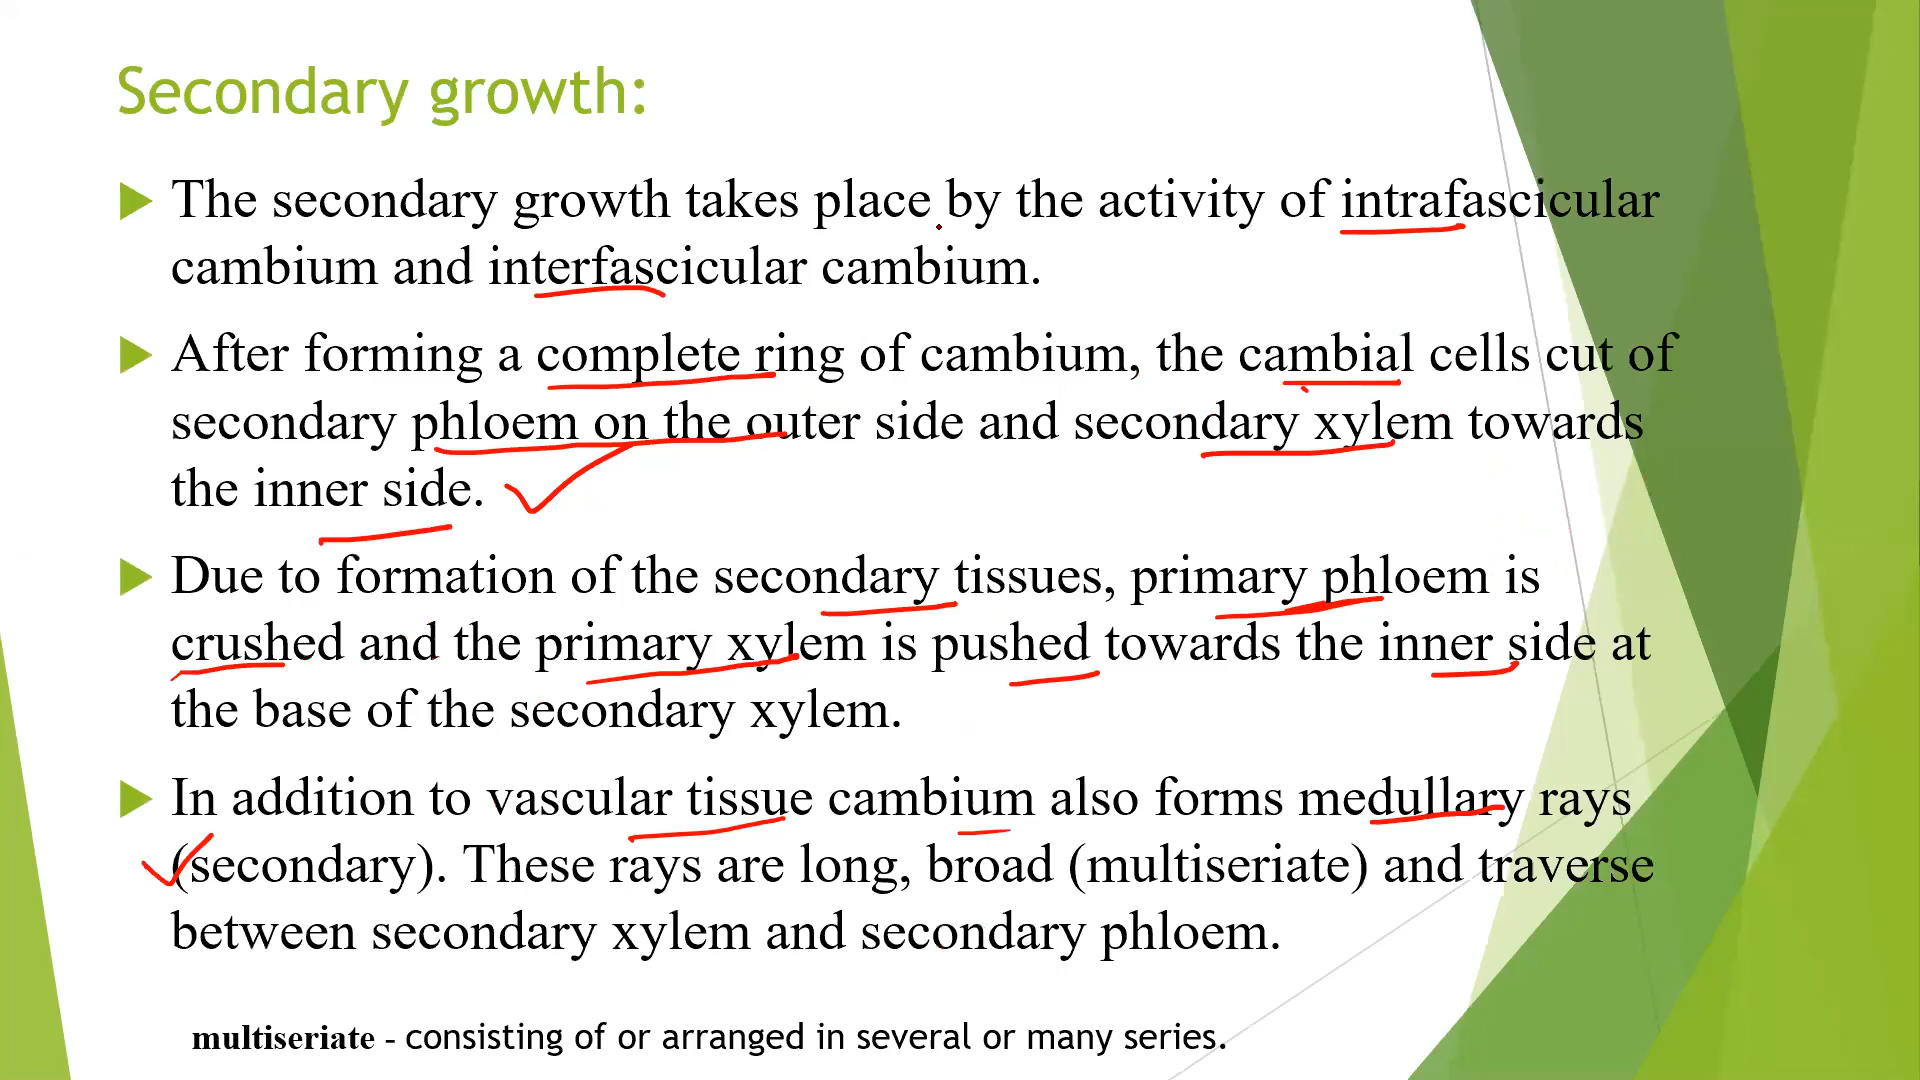 Secondary growth:
The secondary growth takes place by the activity of intrafascicular
cambium and interfascicular cambium.
After forming a complete ring of cambium, the cambial cells cut of
secondary phloem on the outer side and secondary xylem towards
the inner side.
Due to formation of the secondary tissues, primary phloem is
crushed and the primary xylem is pushed towards the inner side at
the base of the secondary xylem.
In addition to vascular tissue cambium also forms medullary rays
(secondary). These rays are long, broad (multiseriate) and traverse
between secondary xylem and secondary phloem.
multiseriate - consisting of or arranged in several or many series.